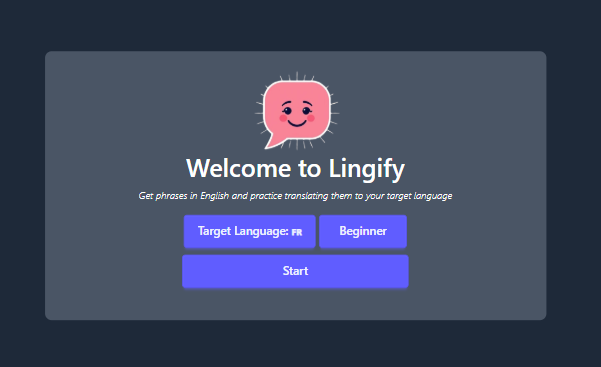 Welcome to Lingify
Get phrases in English and practice translating them to your target language
Target Language: FR Beginner
Start